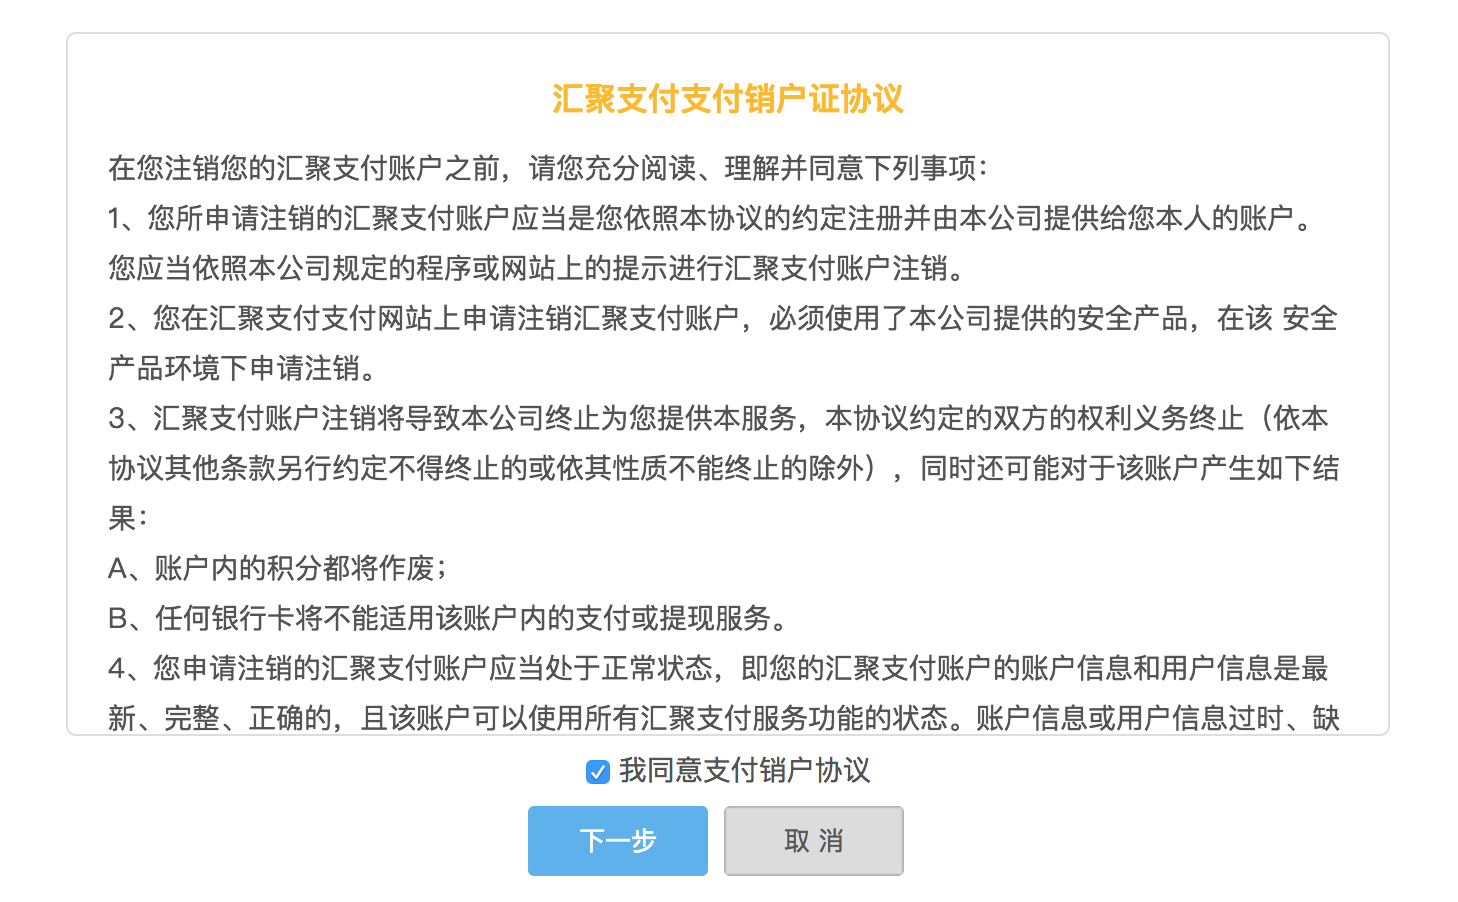 汇聚支付支付销户证协议
在您注销您的汇聚支付账户之前，请您充分阅读、理解并同意下列事项：
1、您所申请注销的汇聚支付账户应当是您依照本协议的约定注册并由本公司提供给您本人的账户。
您应当依照本公司规定的程序或网站上的提示进行汇聚支付账户注销。
2、您在汇聚支付支付网站上申请注销汇聚支付账户，必须使用了本公司提供的安全产品，在该 安全
产品环境下申请注销。
3、汇聚支付账户注销将导致本公司终止为您提供本服务，本协议约定的双方的权利义务终止（依本
协议其他条款另行约定不得终止的或依其性质不能终止的除外），同时还可能对于该账户产生如下结
果：
A、账户内的积分都将作废；
B、任何银行卡将不能适用该账户内的支付或提现服务。
4、您申请注销的汇聚支付账户应当处于正常状态，即您的汇聚支付账户的账户信息和用户信息是最
新、完整、正确的，且该账户可以使用所有汇聚支付服务功能的状态。账户信息或用户信息过时、缺
我同意支付销户协议
下一步
取 消